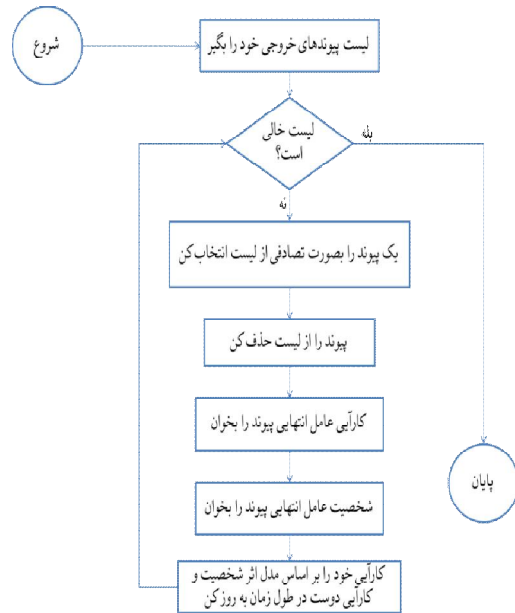 شروع
لیست پیوندهای خروجی خود را بگیر
لیست خالی
است؟
بله
نه
یک پیوند را بصورت تصادفی از لیست انتخاب کن
پیوند را از لیست حذف کن
کارآیی عامل انتهایی پیوند را بخوان
شخصیت عامل انتهایی پیوند را بخوان
کارآیی خود را بر اساس مدل اثر شخصیت و
کارآیی دوست در طول زمان به روز کن
پایان